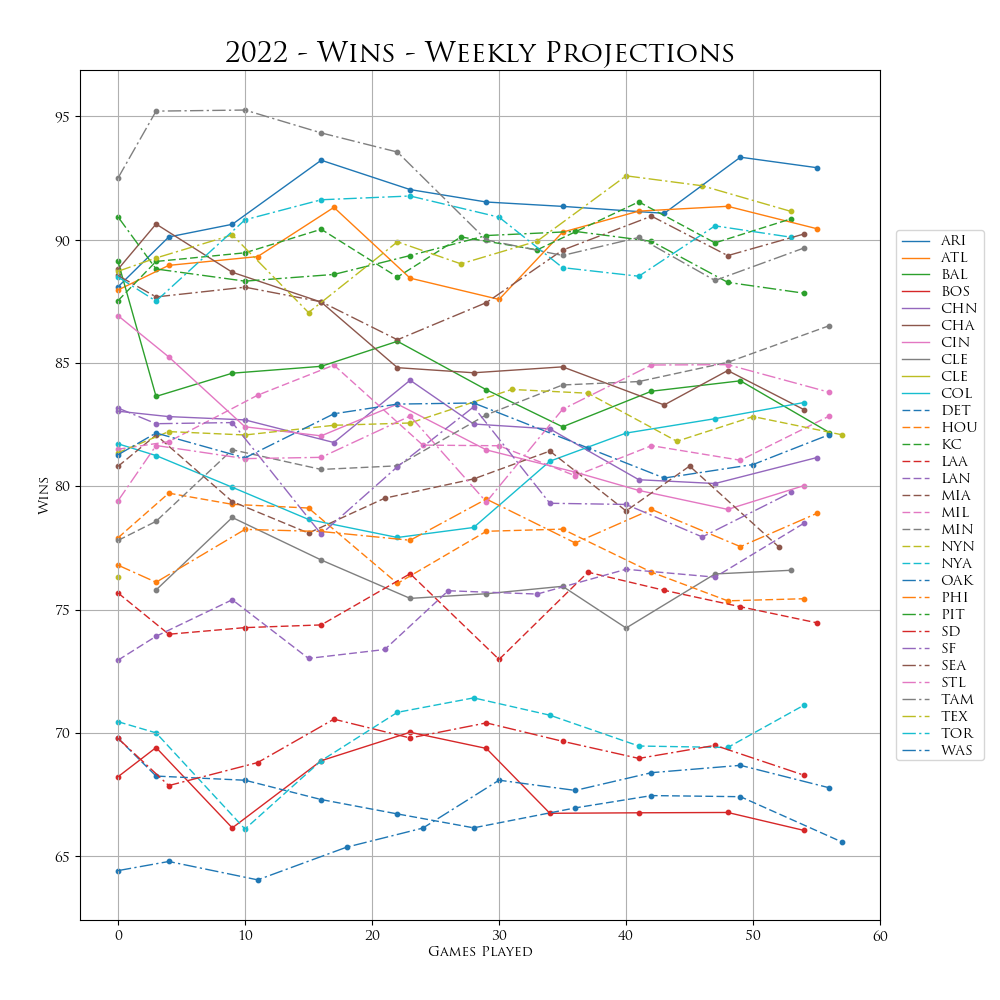 2022 - Wins - Weekly Projections
95
90
85
80
75
70
65
Wins
0 10 20 30 40 50 60
Games Played
ARI
ATL
BAL
BOS
CHN
CHA
CIN
CLE
CLE
COL
DET
HOU
KC
LAA
LAN
MIA
MIL
MIN
NYN
NYA
OAK
PHI
PIT
SD
SF
SEA
STL
TAM
TEX
TOR
WAS